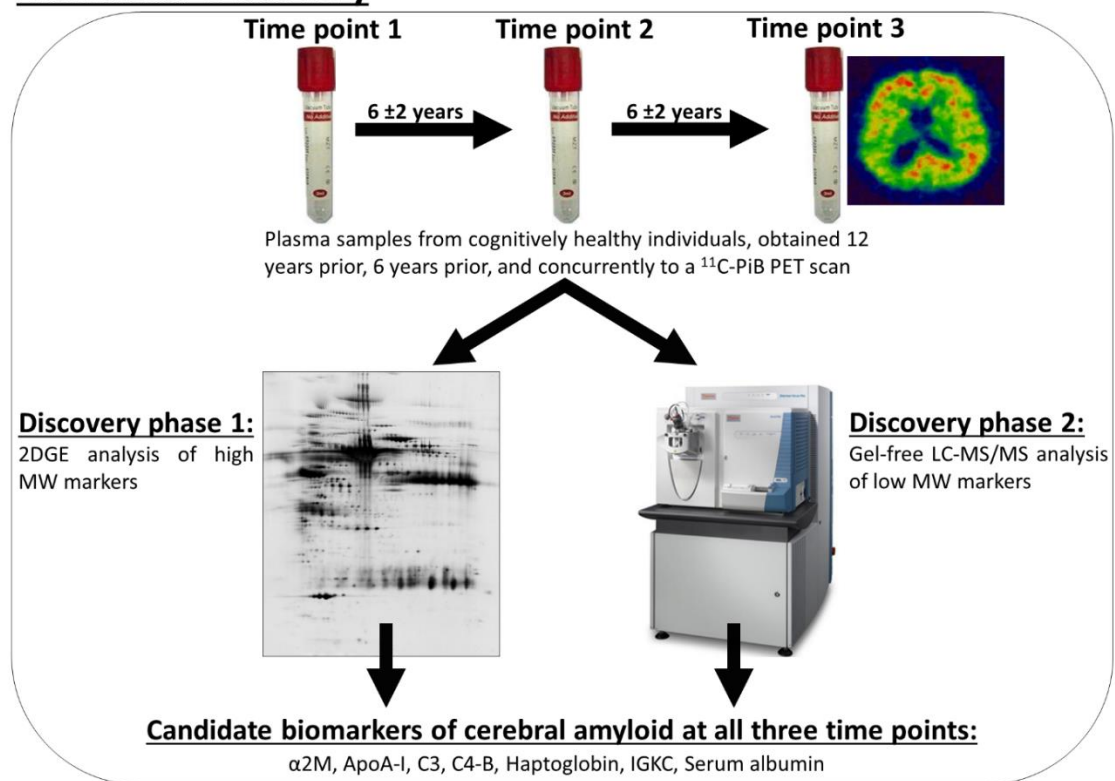 Time point 1
Time point 2
Time point 3
6 ±2 years
6 ±2 years
Plasma samples from cognitively healthy individuals, obtained 12
years prior, 6 years prior, and concurrently to a ¹¹C-PiB PET scan
Discovery phase 1:
2DGE analysis of high
MW markers
Discovery phase 2:
Gel-free LC-MS/MS analysis
of low MW markers
Candidate biomarkers of cerebral amyloid at all three time points:
α2M, ApoA-I, C3, C4-B, Haptoglobin, IGKC, Serum albumin